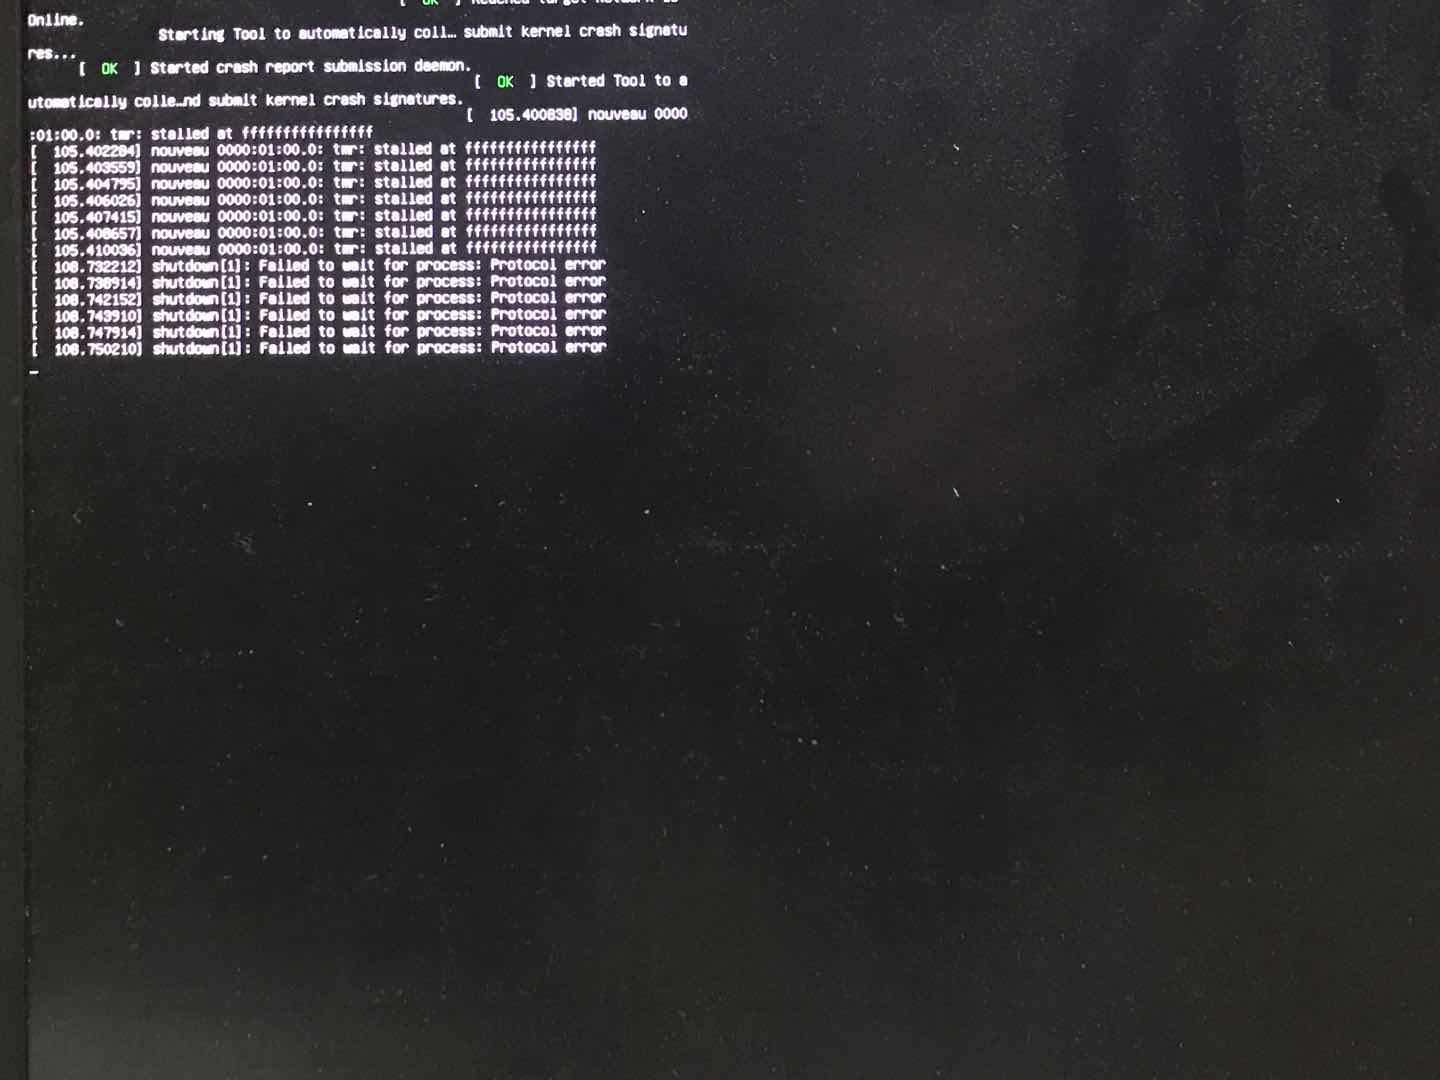 [ OK ] Reached target Network is
Online.
Starting Tool to automatically coll… submit kernel crash signatu
res...
[ OK ] Started crash report submission daemon.
[ OK ] Started Tool to a
utomatically colle…nd submit kernel crash signatures.
[ 105.400838] nouveau 0000
:01:00.0: tmr: stalled at ffffffffffffffff
[ 105.402284] nouveau 0000:01:00.0: tmr: stalled at ffffffffffffffff
[ 105.403559] nouveau 0000:01:00.0: tmr: stalled at ffffffffffffffff
[ 105.404795] nouveau 0000:01:00.0: tmr: stalled at ffffffffffffffff
[ 105.406026] nouveau 0000:01:00.0: tmr: stalled at ffffffffffffffff
[ 105.407415] nouveau 0000:01:00.0: tmr: stalled at ffffffffffffffff
[ 105.408657] nouveau 0000:01:00.0: tmr: stalled at ffffffffffffffff
[ 105.410036] nouveau 0000:01:00.0: tmr: stalled at ffffffffffffffff
[ 108.732212] shutdown[1]: Failed to wait for process: Protocol error
[ 108.738914] shutdown[1]: Failed to wait for process: Protocol error
[ 108.742152] shutdown[1]: Failed to wait for process: Protocol error
[ 108.743910] shutdown[1]: Failed to wait for process: Protocol error
[ 108.747914] shutdown[1]: Failed to wait for process: Protocol error
[ 108.750210] shutdown[1]: Failed to wait for process: Protocol error